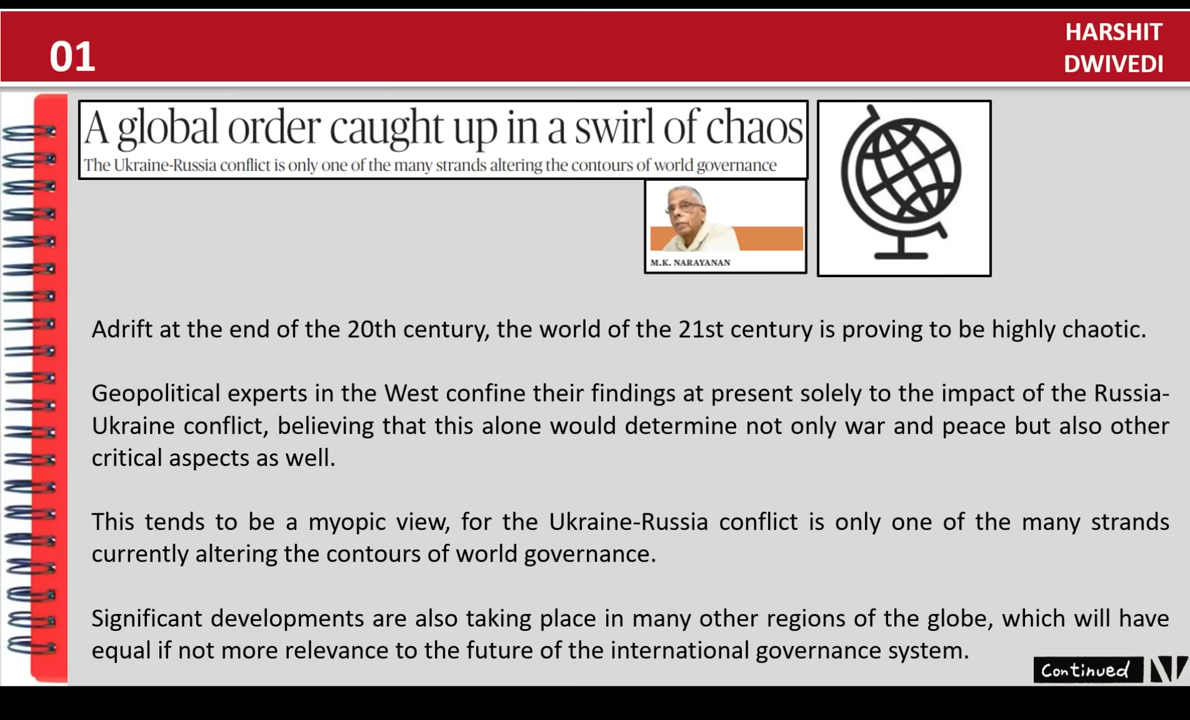 01
HARSHIT
DWIVEDI
A global order caught up in a swirl of chaos
The Ukraine-Russia conflict is only one of the many strands altering the contours of world governance
M.K. NARAYANAN
Adrift at the end of the 20th century, the world of the 21st century is proving to be highly chaotic.
Geopolitical experts in the West confine their findings at present solely to the impact of the Russia-
Ukraine conflict, believing that this alone would determine not only war and peace but also other
critical aspects as well.
This tends to be a myopic view, for the Ukraine-Russia conflict is only one of the many strands
currently altering the contours of world governance.
Significant developments are also taking place in many other regions of the globe, which will have
equal if not more relevance to the future of the international governance system.
Continued